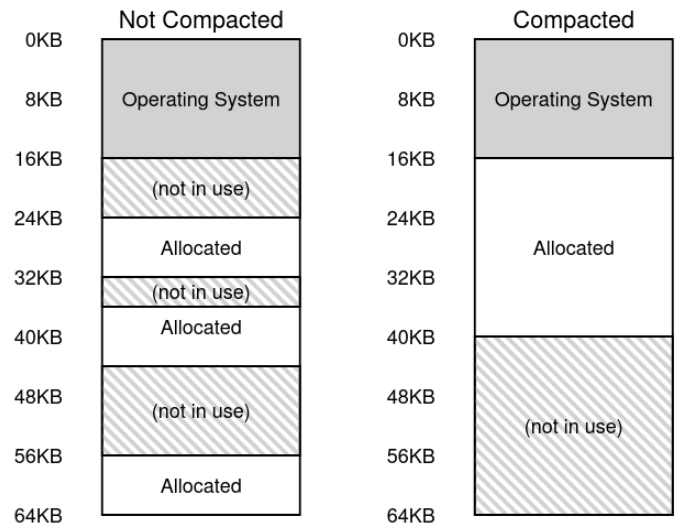 Not Compacted
0KB
Operating System
8KB
16KB
(not in use)
24KB
Allocated
32KB
(not in use)
Allocated
40KB
48KB
(not in use)
56KB
Allocated
64KB
Compacted
0KB
Operating System
8KB
16KB
24KB
Allocated
32KB
40KB
48KB
(not in use)
56KB
64KB